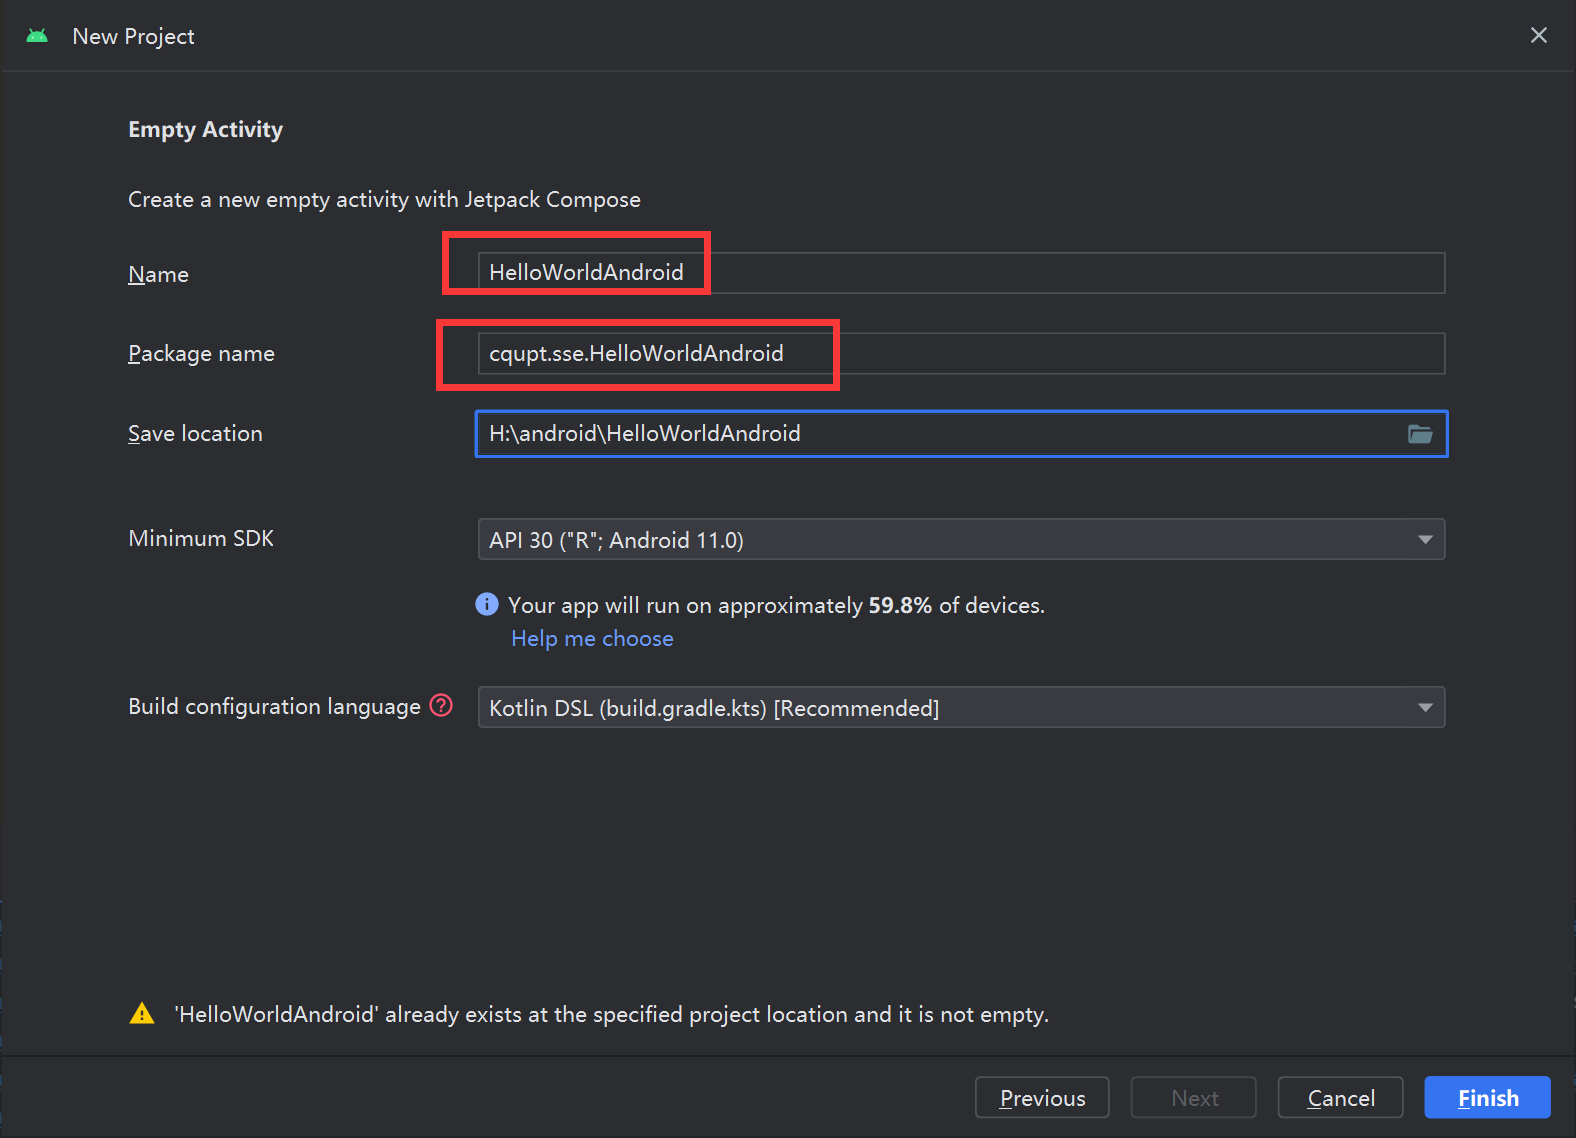 New Project
Empty Activity
Create a new empty activity with Jetpack Compose
Name
HelloWorldAndroid
Package name
cqupt.sse.HelloWorldAndroid
Save location
H:\android\HelloWorldAndroid
Minimum SDK
API 30 ("R"; Android 11.0)
Your app will run on approximately 59.8% of devices.
Help me choose
Build configuration language
Kotlin DSL (build.gradle.kts) [Recommended]
'HelloWorldAndroid' already exists at the specified project location and it is not empty.
Previous
Next
Cancel
Finish